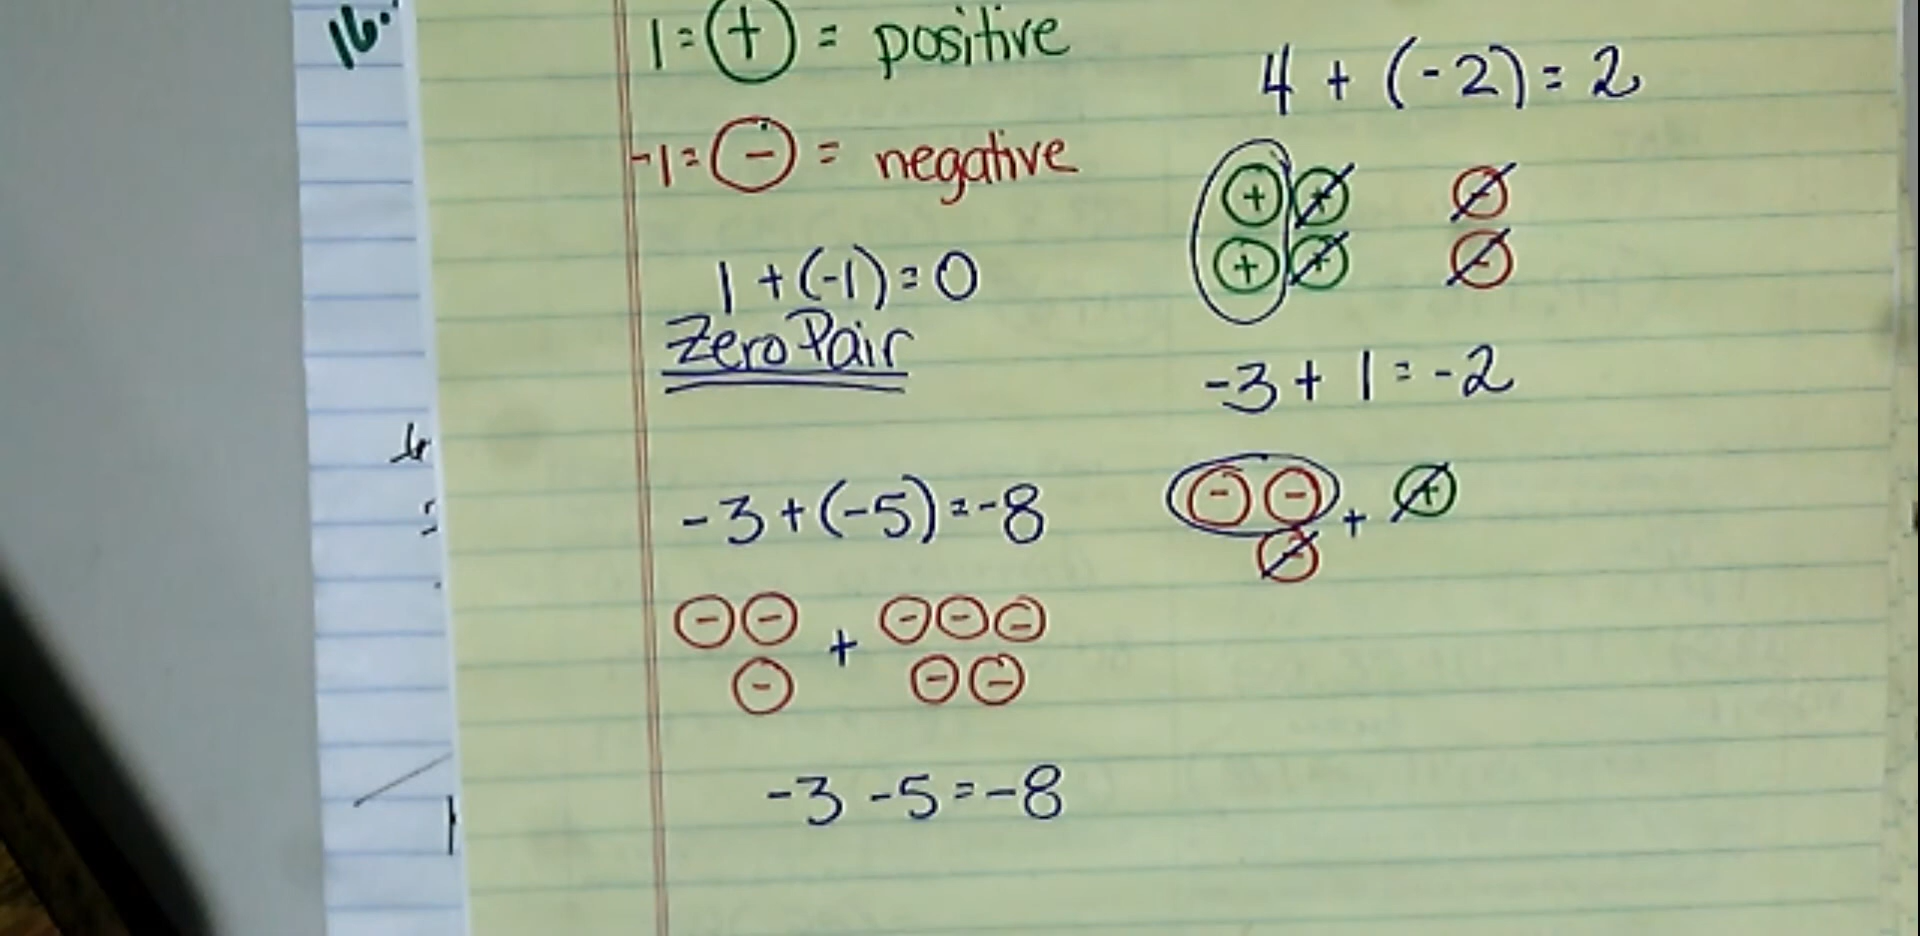 16.
1 = + = positive
-1 = - = negative
1 + (-1) = 0
Zero Pair
-3 + (-5) = -8
- - + - - -
- - -
-3 - 5 = -8
4 + (-2) = 2
+ + -
+ + -
-3 + 1 = -2
- - + +
-